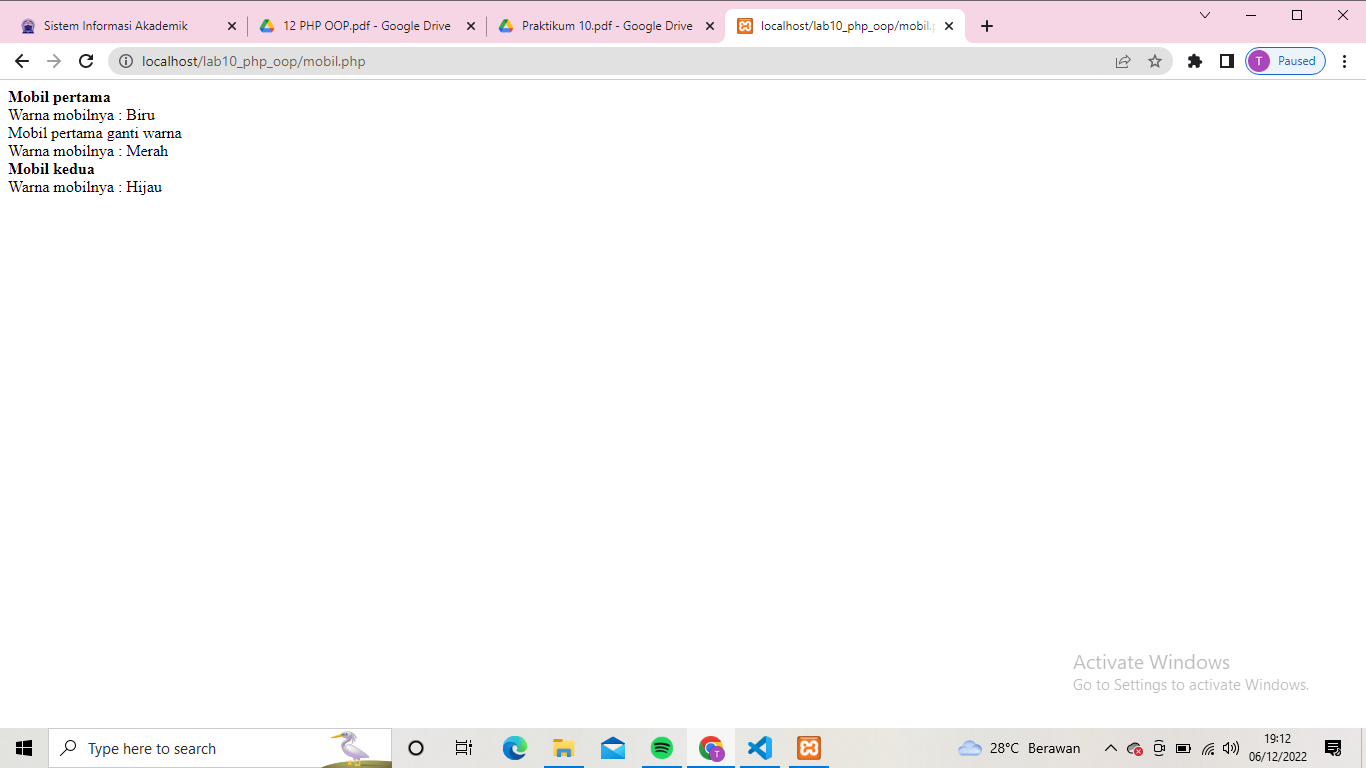 Sistem Informasi Akademik
12 PHP OOP.pdf - Google Drive
Praktikum 10.pdf - Google Drive
localhost/lab10_php_oop/mobil.p
localhost/lab10_php_oop/mobil.php
T
Paused
Mobil pertama
Warna mobilnya : Biru
Mobil pertama ganti warna
Warna mobilnya : Merah
Mobil kedua
Warna mobilnya : Hijau
Activate Windows
Go to Settings to activate Windows.
Type here to search
T
28°C Berawan
19:12
06/12/2022